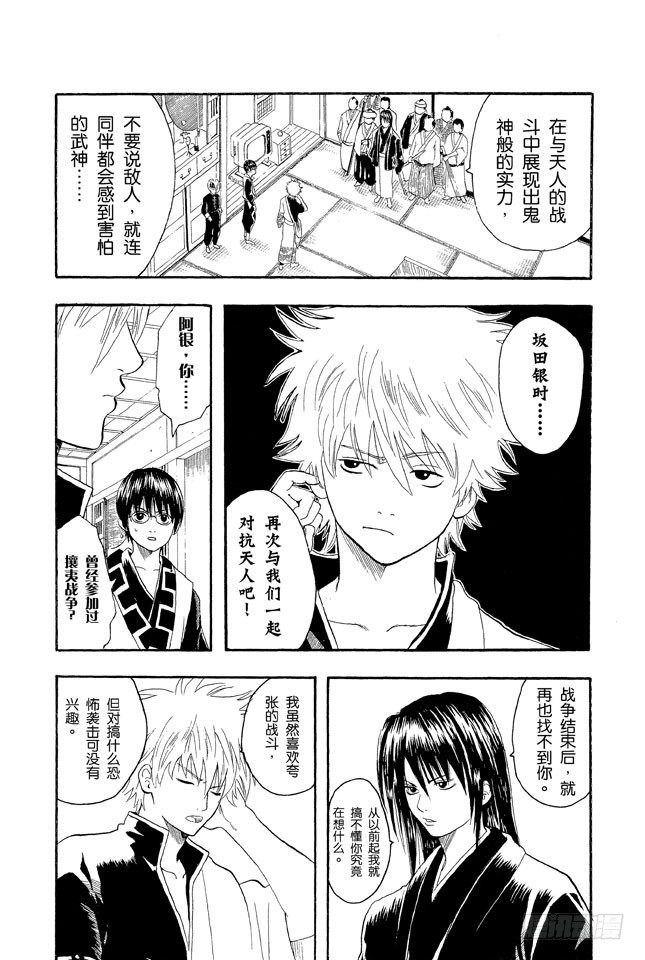 在与天人的战
斗中展现出鬼
神般的实力，
不要说敌人，就连
同伴都会感到害怕
的武神……
坂田
银时……
再次与我们一起
对抗天人吧！
阿银，你……
曾经参加过
攘夷战争？
战争结束后，就
再也找不到你。
从以前起我就
搞不懂你究竟
在想什么。
我虽然喜欢夸
张的战斗，
但对搞什么恐
怖袭击可没有
兴趣。
腾讯动漫